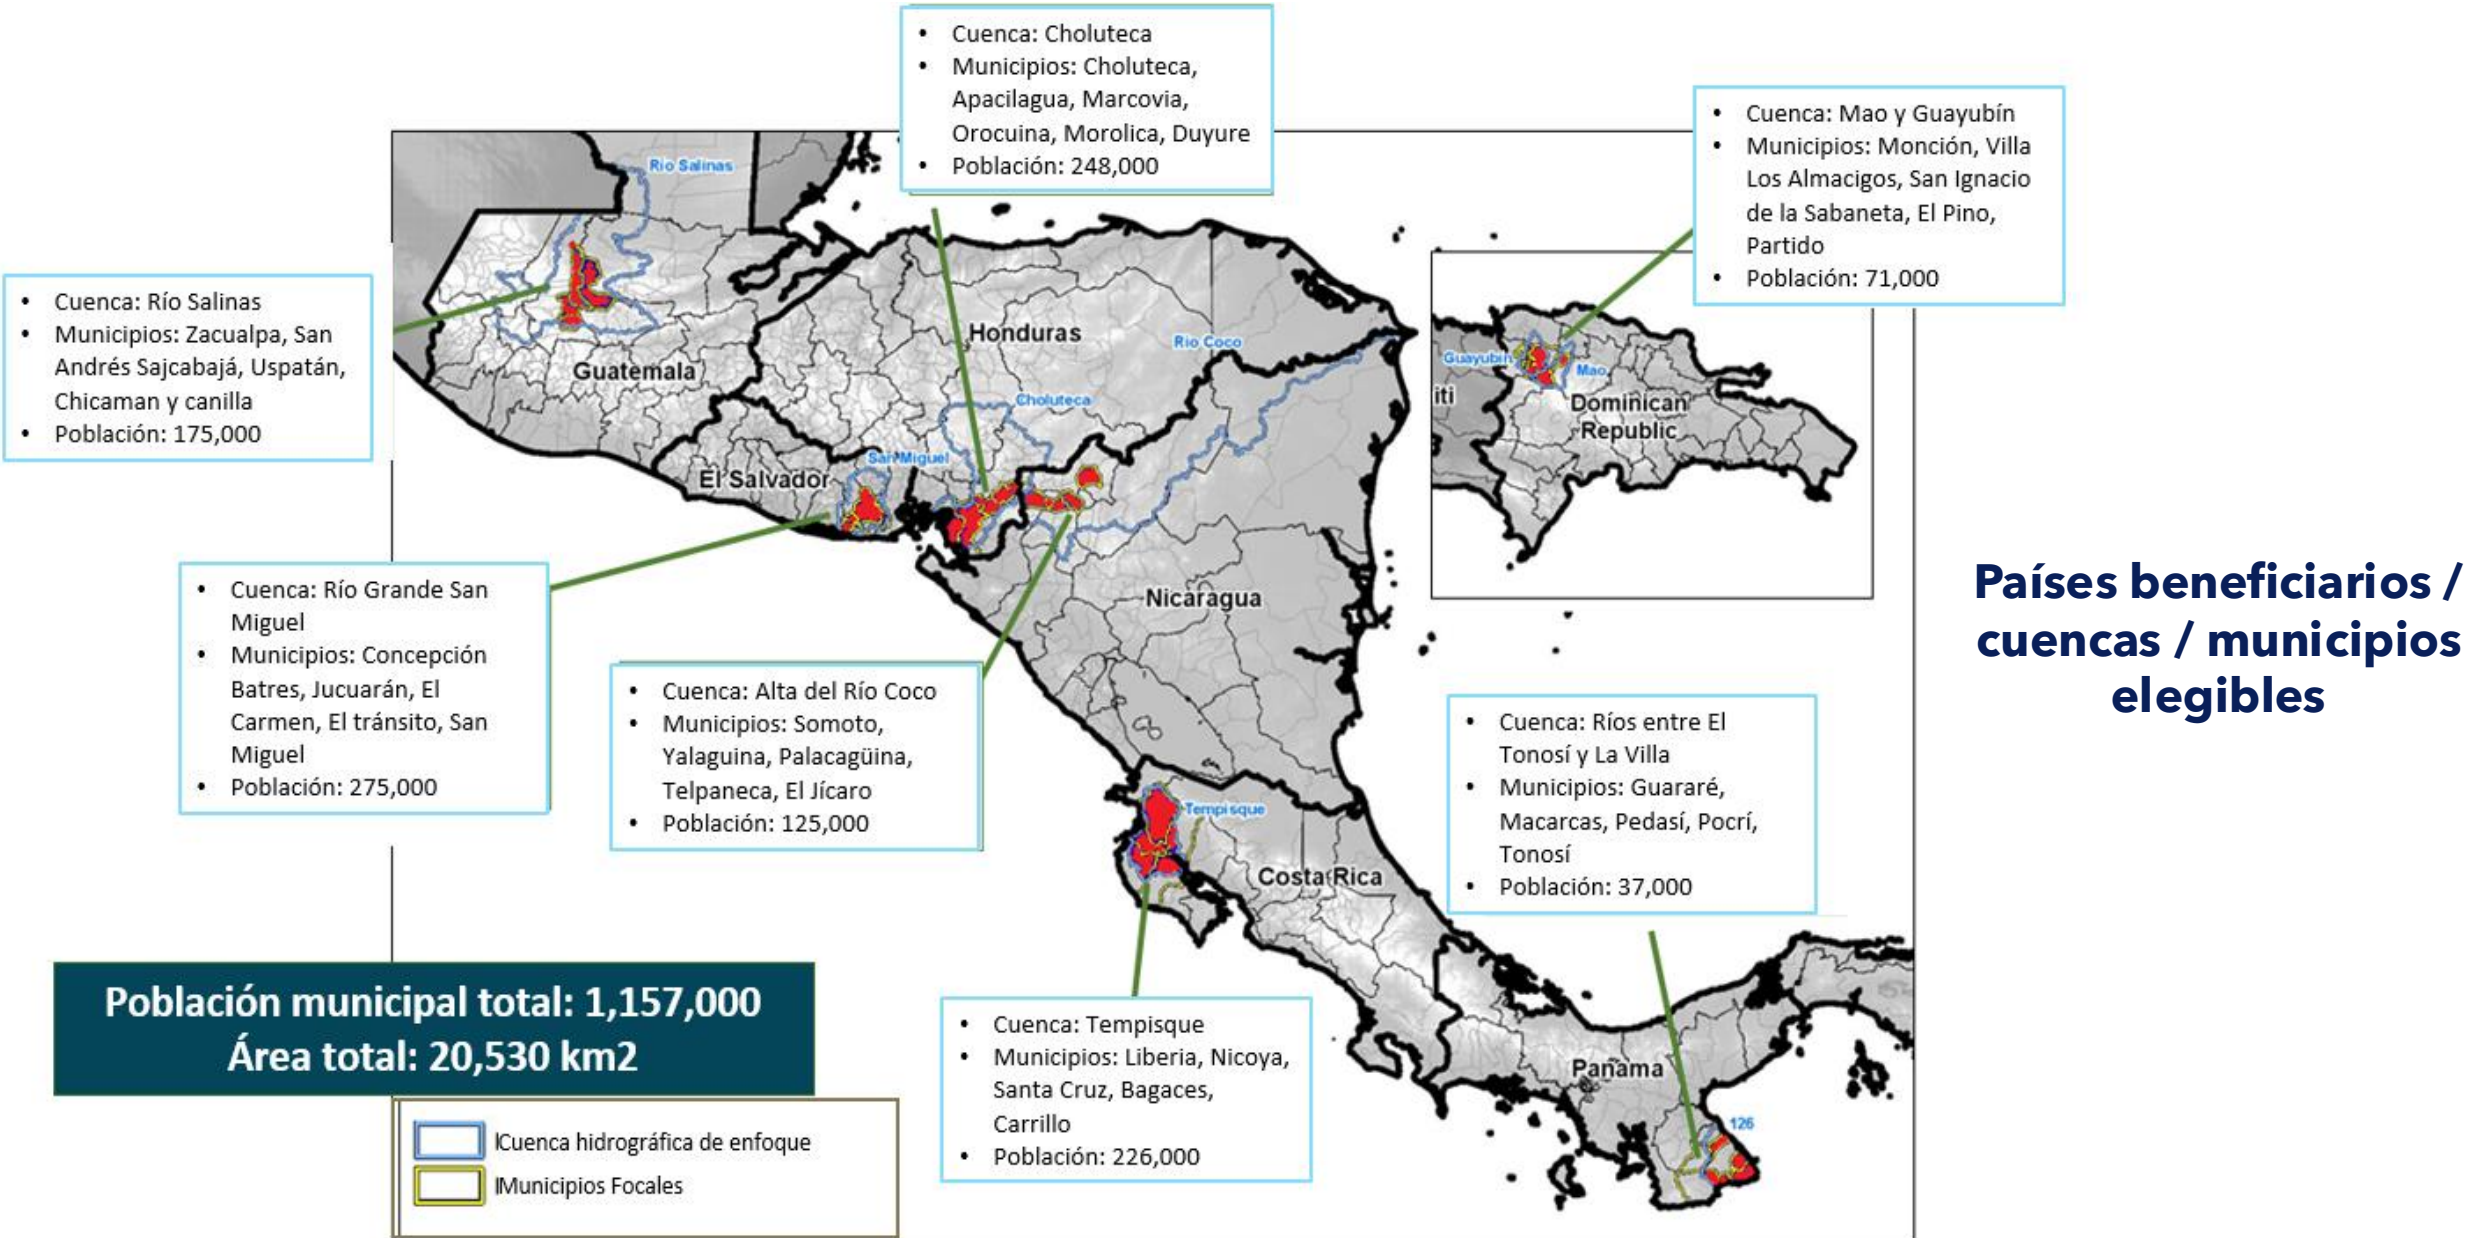 • Cuenca: Choluteca
• Municipios: Choluteca,
Apacilagua, Marcovia,
Orocuina, Morolica, Duyure
• Población: 248,000
• Cuenca: Mao y Guayubín
• Municipios: Monción, Villa
Los Almacigos, San Ignacio
de la Sabaneta, El Pino,
Partido
• Población: 71,000
• Cuenca: Río Salinas
• Municipios: Zacualpa, San
Andrés Sajcabajá, Uspatán,
Chicaman y canilla
• Población: 175,000
Rio Salinas
Honduras
Rio Coco
Guatemala
Choluteca
San Miguel
El Salvador
Nicaragua
Guayubin
Mao
iti
Dominican
Republic
Países beneficiarios /
cuencas / municipios
elegibles
• Cuenca: Río Grande San
Miguel
• Municipios: Concepción
Batres, Jucuarán, El
Carmen, El tránsito, San
Miguel
• Población: 275,000
• Cuenca: Alta del Río Coco
• Municipios: Somoto,
Yalaguina, Palacagüina,
Telpaneca, El Jícaro
• Población: 125,000
• Cuenca: Ríos entre El
Tonosí y La Villa
• Municipios: Guararé,
Macarcas, Pedasí, Pocrí,
Tonosí
• Población: 37,000
Tempisque
Costa Rica
Panama
126
Población municipal total: 1,157,000
Área total: 20,530 km2
• Cuenca: Tempisque
• Municipios: Liberia, Nicoya,
Santa Cruz, Bagaces,
Carrillo
• Población: 226,000
Cuenca hidrográfica de enfoque
Municipios Focales